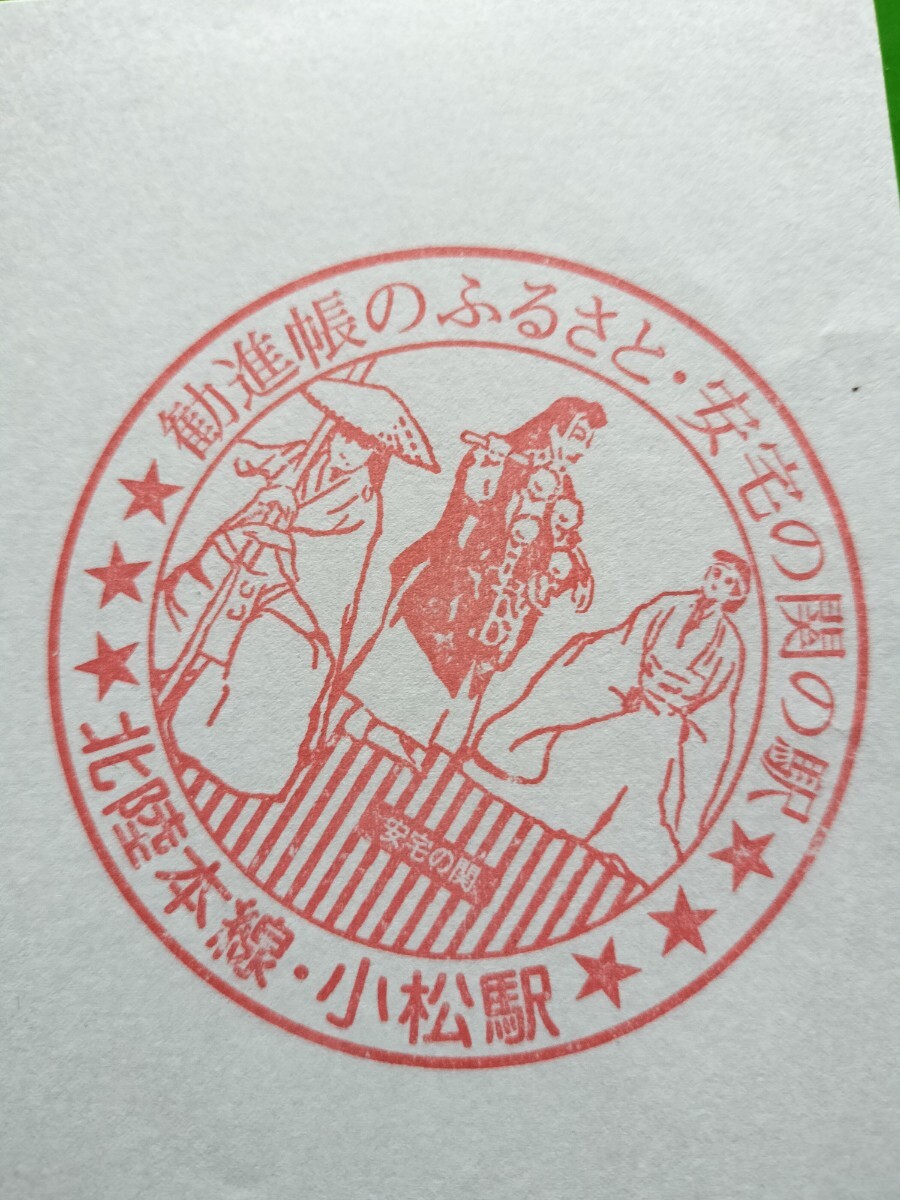 勧進帳のふるさと・安宅の関の駅
安宅の関
北陸本線・小松駅